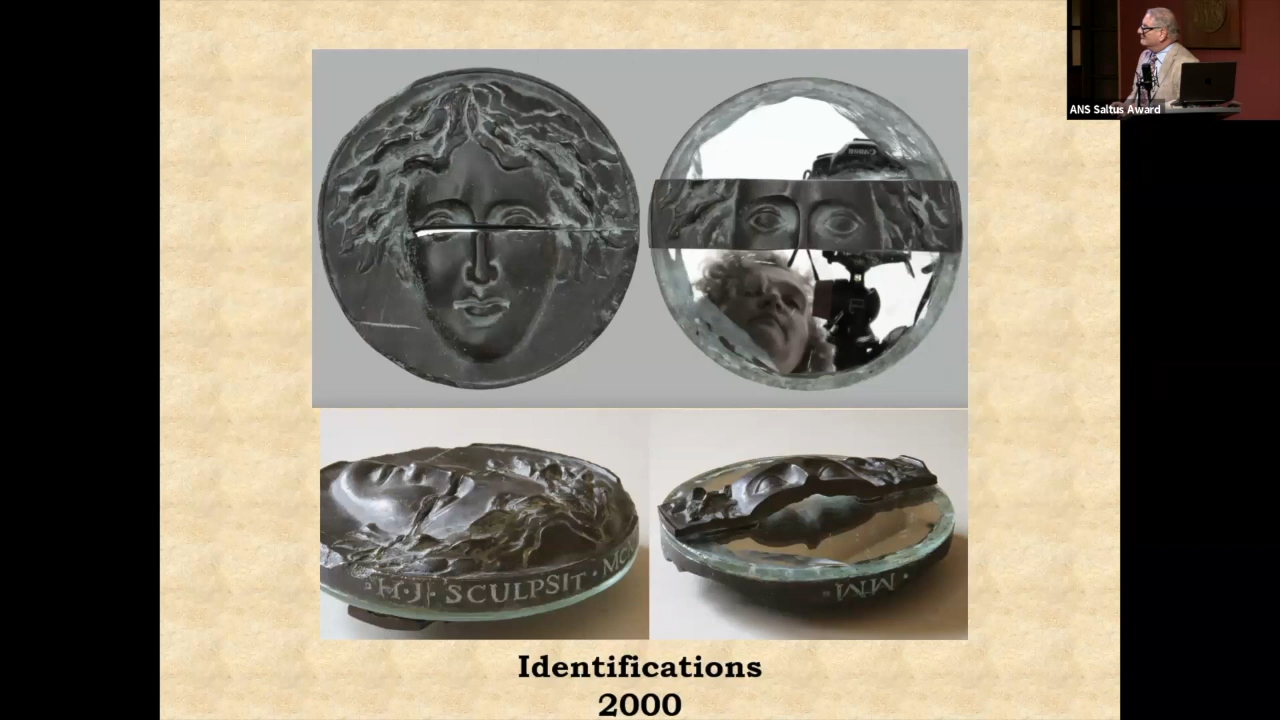 ANS Saltus Award
·H·J· SCULPSIT · MC
· MM ·
Identifications
2000